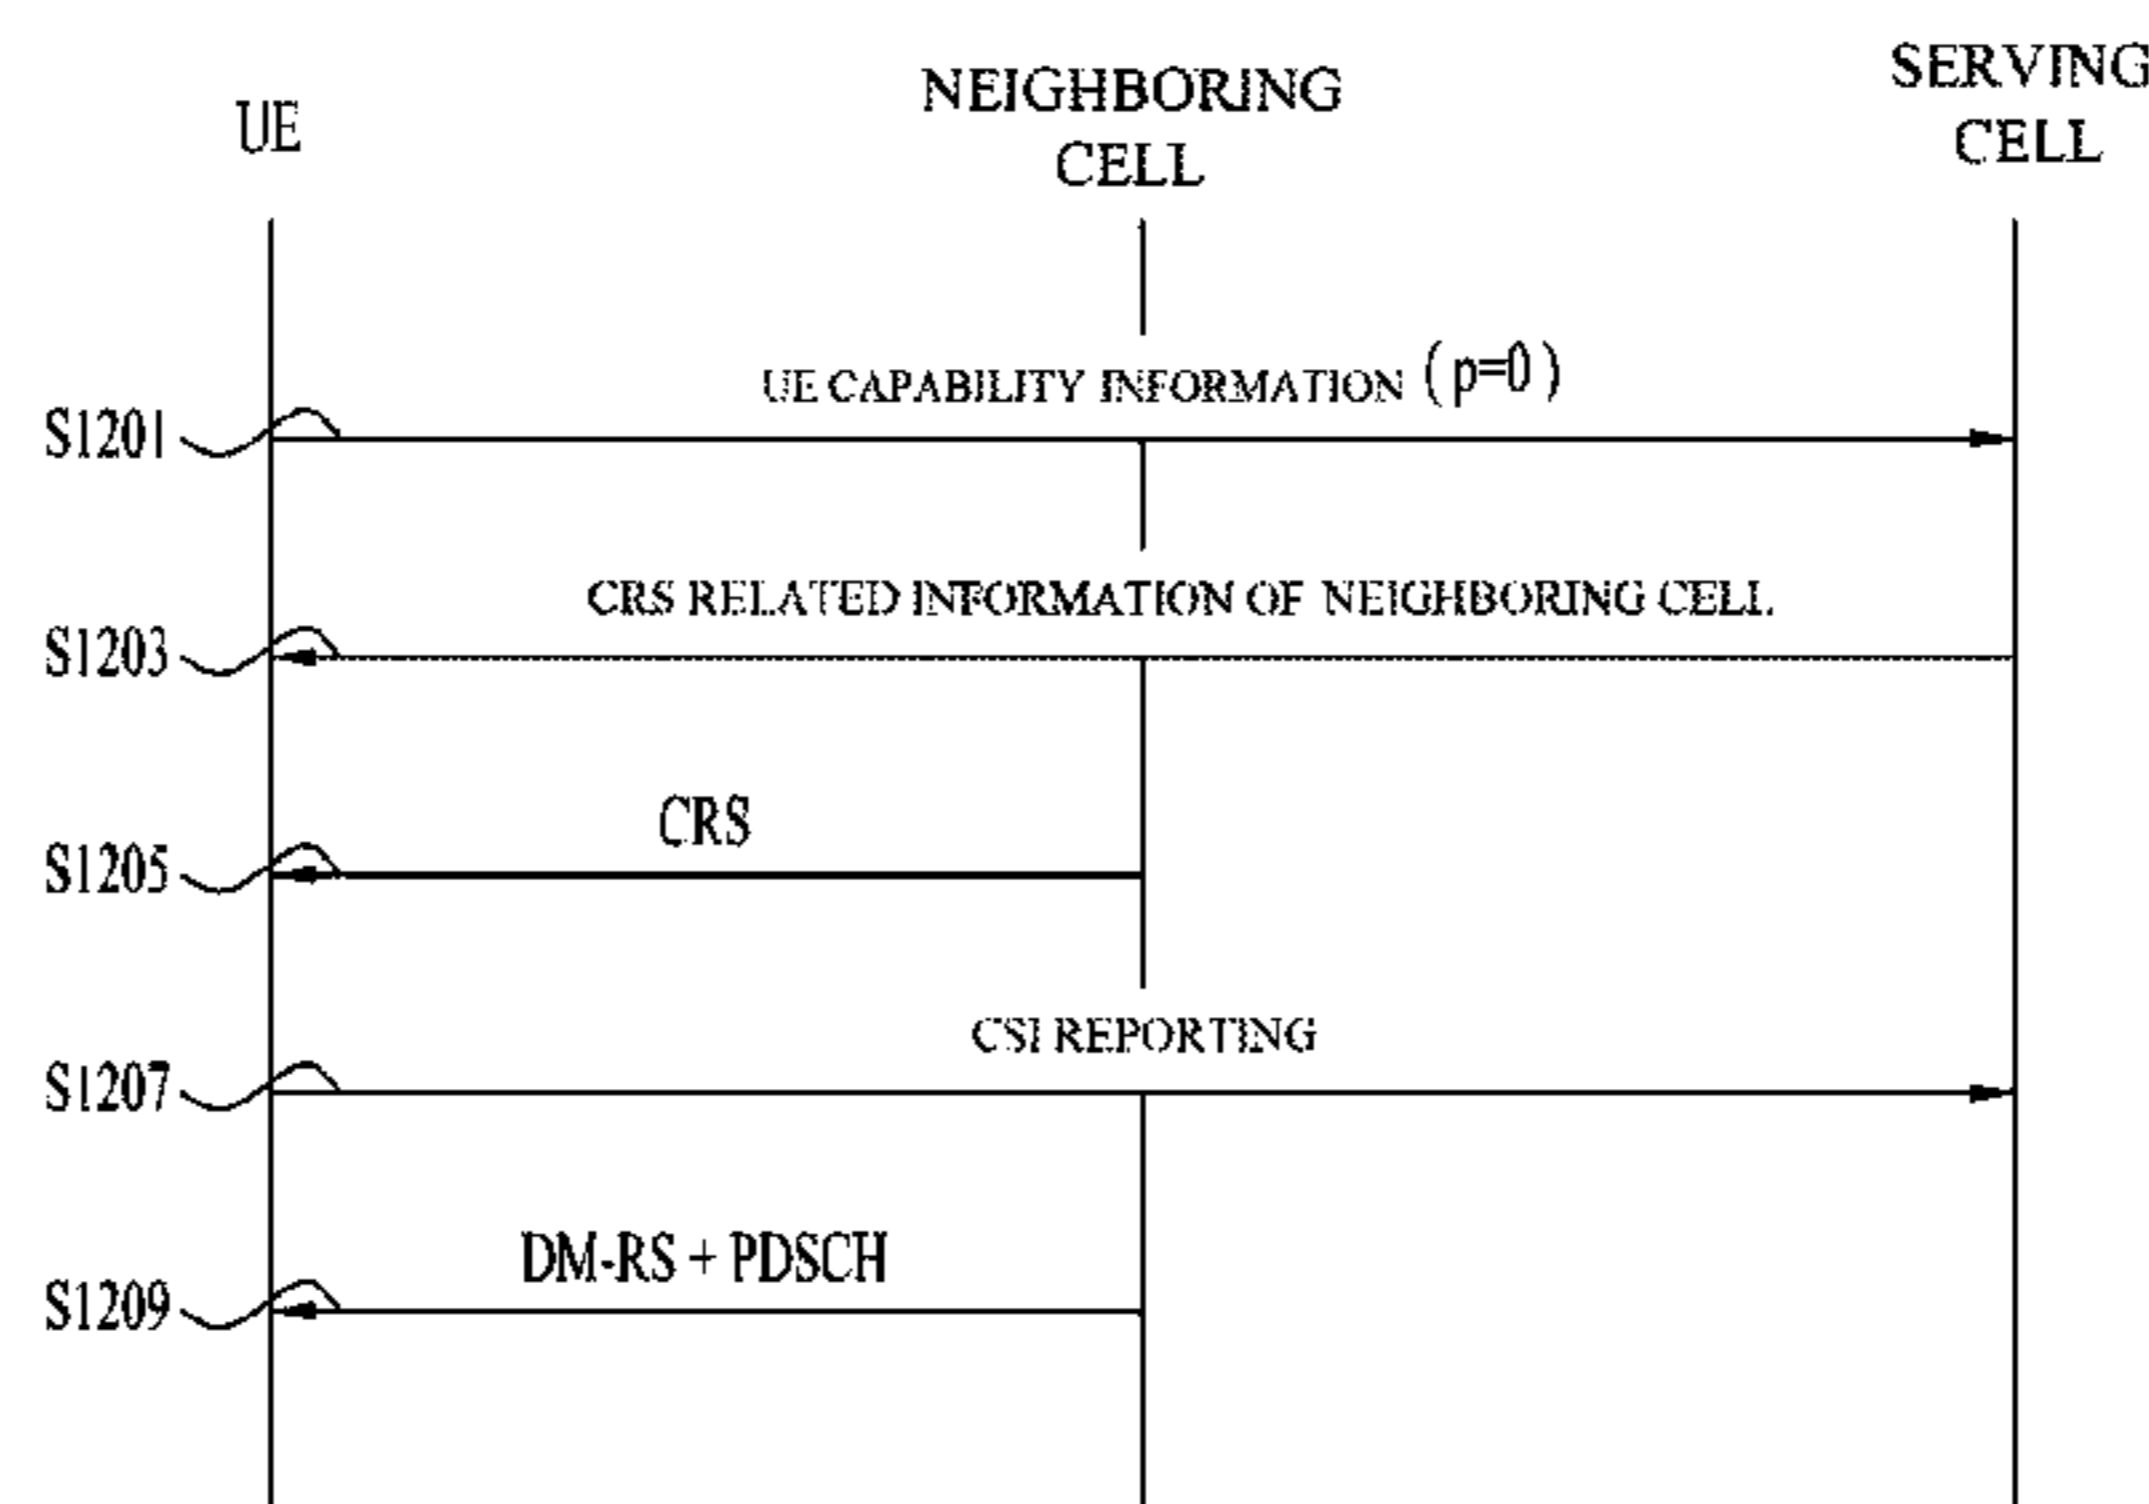 UE
NEIGHBORING
CELL
SERVING
CELL
UE CAPABILITY INFORMATION (p=0)
S1201
CRS RELATED INFORMATION OF NEIGHBORING CELL
S1203
CRS
S1205
CSI REPORTING
S1207
DM-RS + PDSCH
S1209